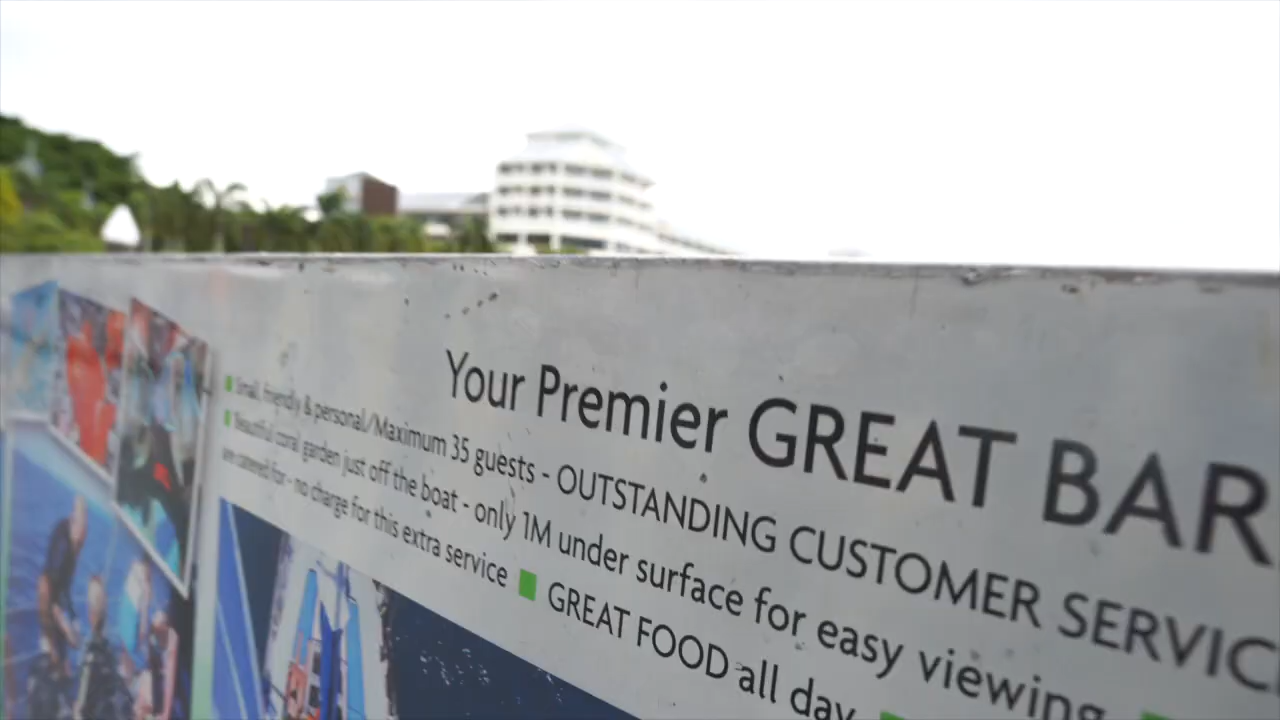 Your Premier GREAT BAR
Small, friendly & personal/Maximum 35 guests - OUTSTANDING CUSTOMER SERVIC
Beautiful coral garden just off the boat - only 1M under surface for easy viewing
are catered for - no charge for this extra service GREAT FOOD all day